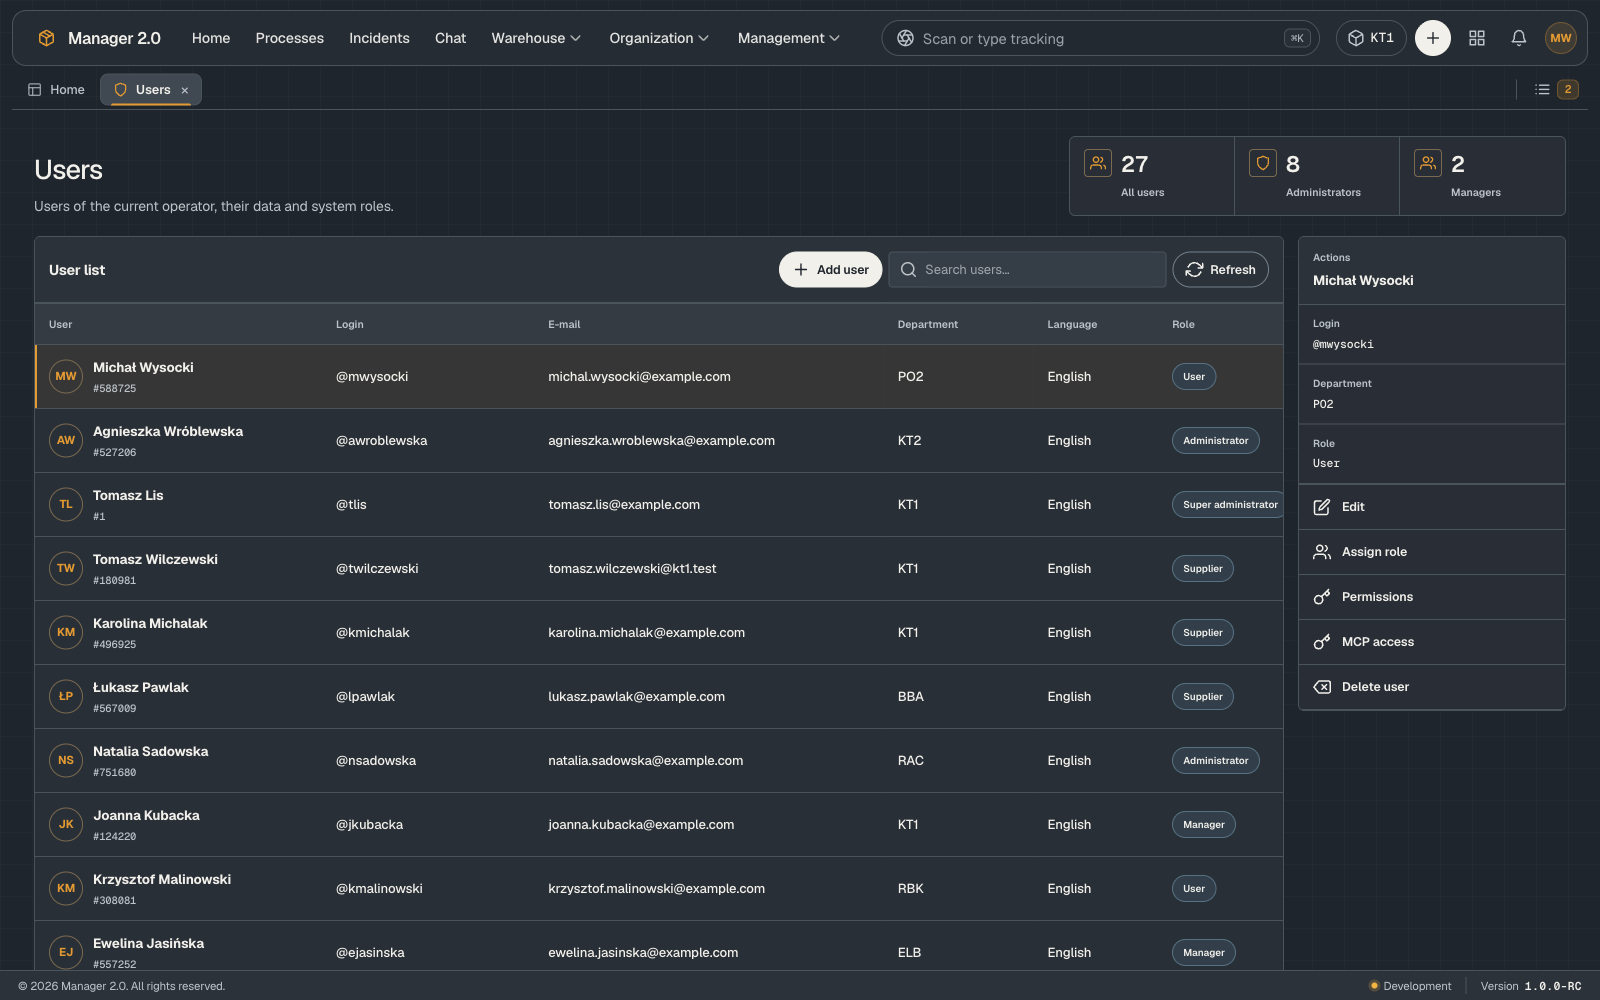 Manager 2.0
Home
Processes
Incidents
Chat
Warehouse
Organization
Management
Scan or type tracking
⌘K
KT1
MW
Home
Users
×
2
Users
Users of the current operator, their data and system roles.
27
All users
8
Administrators
2
Managers
User list
Add user
Search users...
Refresh
User
Login
E-mail
Department
Language
Role
MW
Michał Wysocki
#588725
@mwysocki
michal.wysocki@example.com
PO2
English
User
AW
Agnieszka Wróblewska
#527206
@awroblewska
agnieszka.wroblewska@example.com
KT2
English
Administrator
TL
Tomasz Lis
#1
@tlis
tomasz.lis@example.com
KT1
English
Super administrator
TW
Tomasz Wilczewski
#180981
@twilczewski
tomasz.wilczewski@kt1.test
KT1
English
Supplier
KM
Karolina Michalak
#496925
@kmichalak
karolina.michalak@example.com
KT1
English
Supplier
ŁP
Łukasz Pawlak
#567009
@lpawlak
lukasz.pawlak@example.com
BBA
English
Supplier
NS
Natalia Sadowska
#751680
@nsadowska
natalia.sadowska@example.com
RAC
English
Administrator
JK
Joanna Kubacka
#124220
@jkubacka
joanna.kubacka@example.com
KT1
English
Manager
KM
Krzysztof Malinowski
#308081
@kmalinowski
krzysztof.malinowski@example.com
RBK
English
User
EJ
Ewelina Jasińska
#557252
@ejasinska
ewelina.jasinska@example.com
ELB
English
Manager
Actions
Michał Wysocki
Login
@mwysocki
Department
PO2
Role
User
Edit
Assign role
Permissions
MCP access
Delete user
© 2026 Manager 2.0. All rights reserved.
Development
Version 1.0.0-RC